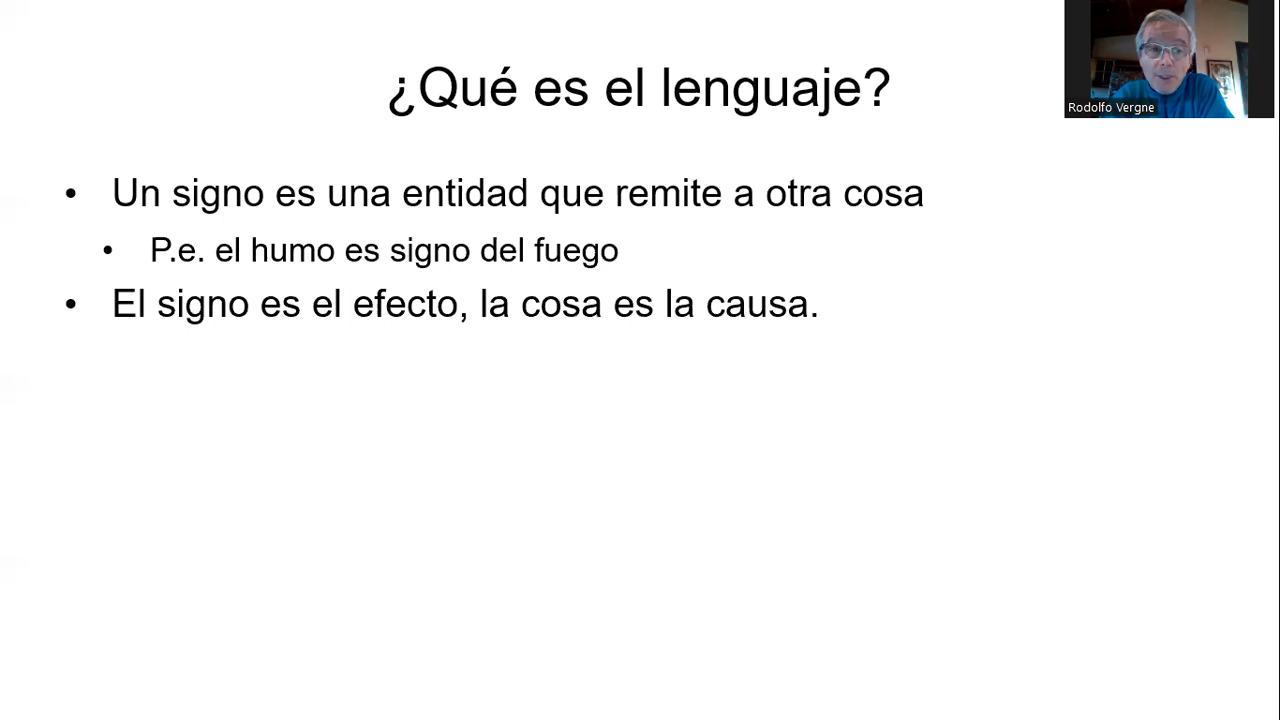 ¿Qué es el lenguaje?
Rodolfo Vergne
• Un signo es una entidad que remite a otra cosa
• P.e. el humo es signo del fuego
• El signo es el efecto, la cosa es la causa.